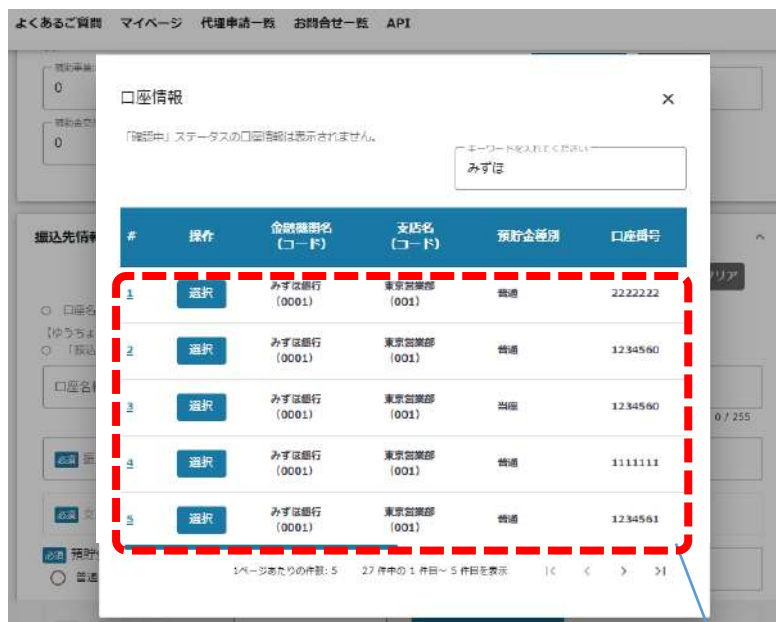 よくあるご質問 マイページ 代理申請一覧 お問合せ一覧 API
0
0
口座情報 ×
「確認中」ステータスの口座情報は表示されません。
キーワードを入れてください
みずほ
振込先情報
# 操作 金融機関名 支店名 預貯金種別 口座番号
(コード) (コード)
クリア
1 選択 みずほ銀行 東京営業部 普通 2222222
(0001) (001)
2 選択 みずほ銀行 東京営業部 普通 1234560
(0001) (001)
3 選択 みずほ銀行 東京営業部 当座 1234560
(0001) (001)
0 / 255
4 選択 みずほ銀行 東京営業部 普通 1111111
(0001) (001)
5 選択 みずほ銀行 東京営業部 普通 1234561
(0001) (001)
必須
必須
必須 預貯
普通
1ページあたりの件数: 5 27 件中の 1 件目~ 5 件目を表示